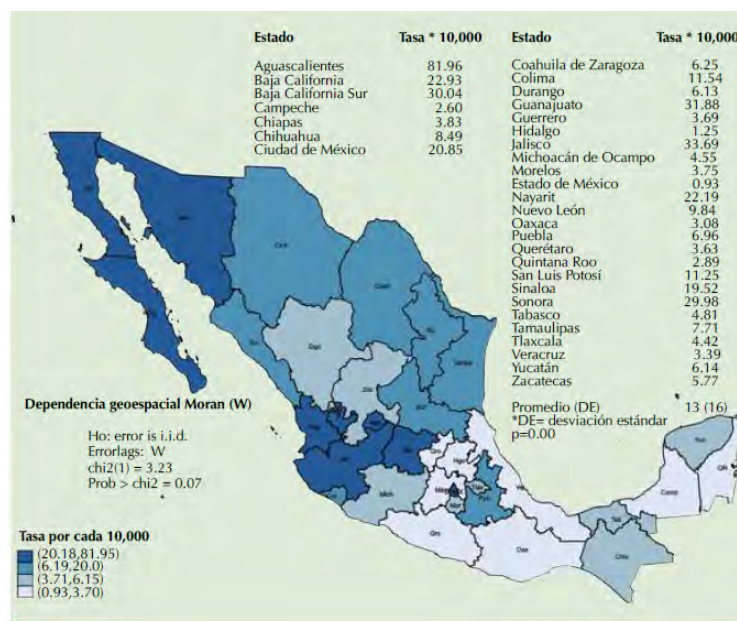 Estado Tasa * 10,000
Aguascalientes 81.96
Baja California 22.93
Baja California Sur 30.04
Campeche 2.60
Chiapas 3.83
Chihuahua 8.49
Ciudad de México 20.85
Estado Tasa * 10,000
Coahuila de Zaragoza 6.25
Colima 11.54
Durango 6.13
Guanajuato 31.88
Guerrero 3.69
Hidalgo 1.25
Jalisco 33.69
Michoacán de Ocampo 4.55
Morelos 3.75
Estado de México 0.93
Nayarit 22.19
Nuevo León 9.84
Oaxaca 3.08
Puebla 6.96
Querétaro 3.63
Quintana Roo 2.89
San Luis Potosí 11.25
Sinaloa 19.52
Sonora 29.98
Tabasco 4.81
Tamaulipas 7.71
Tlaxcala 4.42
Veracruz 3.39
Yucatán 6.14
Zacatecas 5.77
Promedio (DE) 13 (16)
*DE= desviación estándar
p=0.00
Dependencia geoespacial Moran (W)
Ho: error is i.i.d.
Errorlags: W
chi2(1) = 3.23
Prob > chi2 = 0.07
Tasa por cada 10,000
(20.18,81.95)
(6.19,20.0)
(3.71,6.15)
(0.93,3.70)
Mich
Gro
Oax
Camp